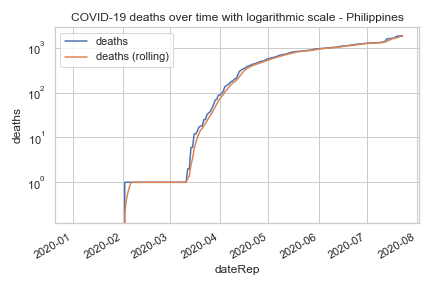 COVID-19 deaths over time with logarithmic scale - Philippines
deaths
deaths (rolling)
10³
10²
10¹
10⁰
deaths
2020-01
2020-02
2020-03
2020-04
2020-05
2020-06
2020-07
2020-08
dateRep